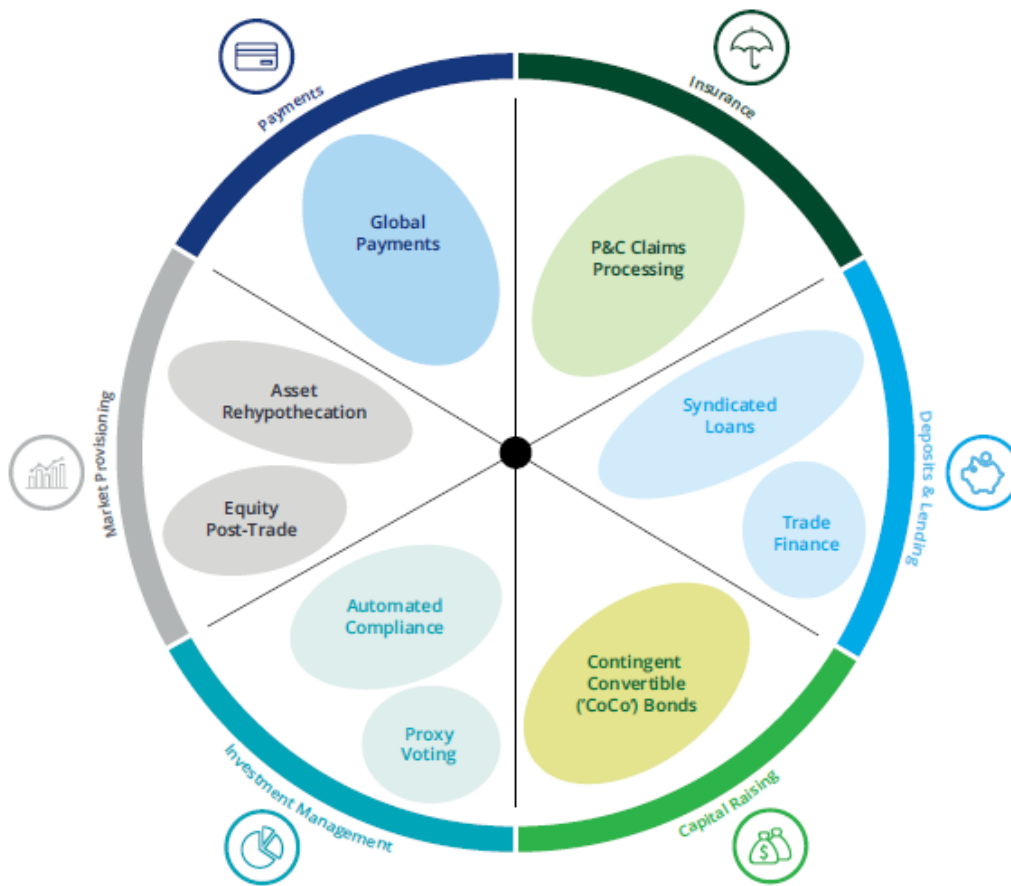 Payments
Insurance
Global
Payments
P&C Claims
Processing
Asset
Rehypothecation
Syndicated
Loans
Market Provisioning
Deposits & Lending
Equity
Post-Trade
Trade
Finance
Automated
Compliance
Contingent
Convertible
('CoCo') Bonds
Proxy
Voting
Investment Management
Capital Raising
$